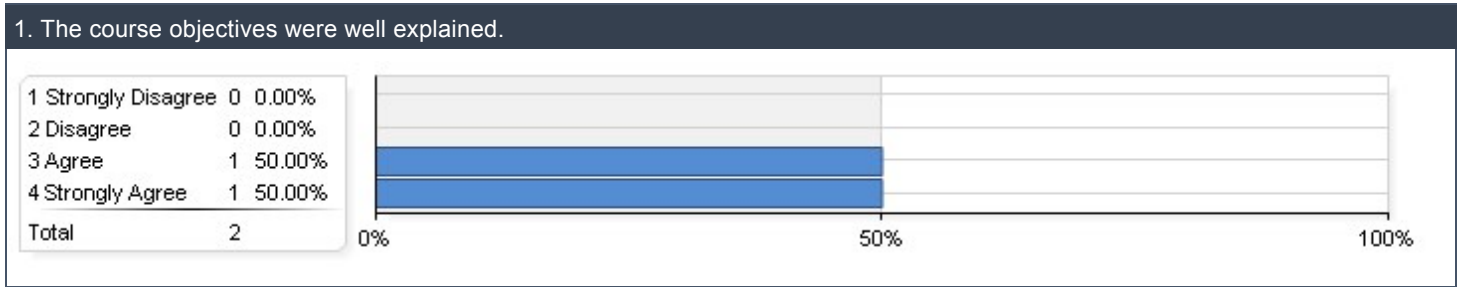 1. The course objectives were well explained.
1 Strongly Disagree 0 0.00%
2 Disagree 0 0.00%
3 Agree 1 50.00%
4 Strongly Agree 1 50.00%
Total 2
0% 50% 100%